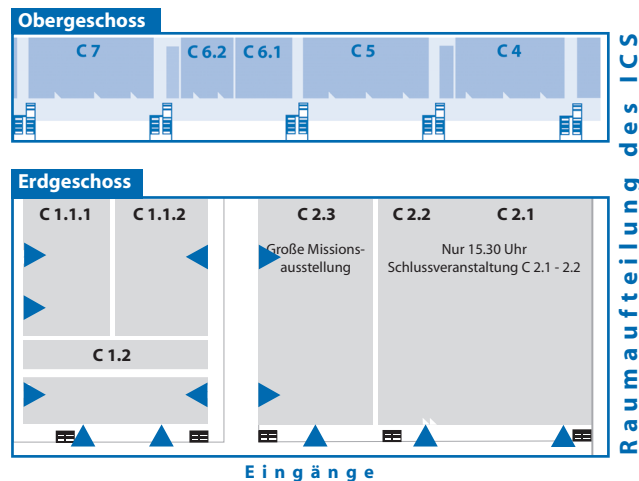 Obergeschoss
C 7
C 6.2
C 6.1
C 5
C 4
Erdgeschoss
C 1.1.1
C 1.1.2
C 2.3
C 2.2
C 2.1
Große Missions-
ausstellung
Nur 15.30 Uhr
Schlussveranstaltung C 2.1 - 2.2
C 1.2
Eingänge
Raumaufteilung des ICS